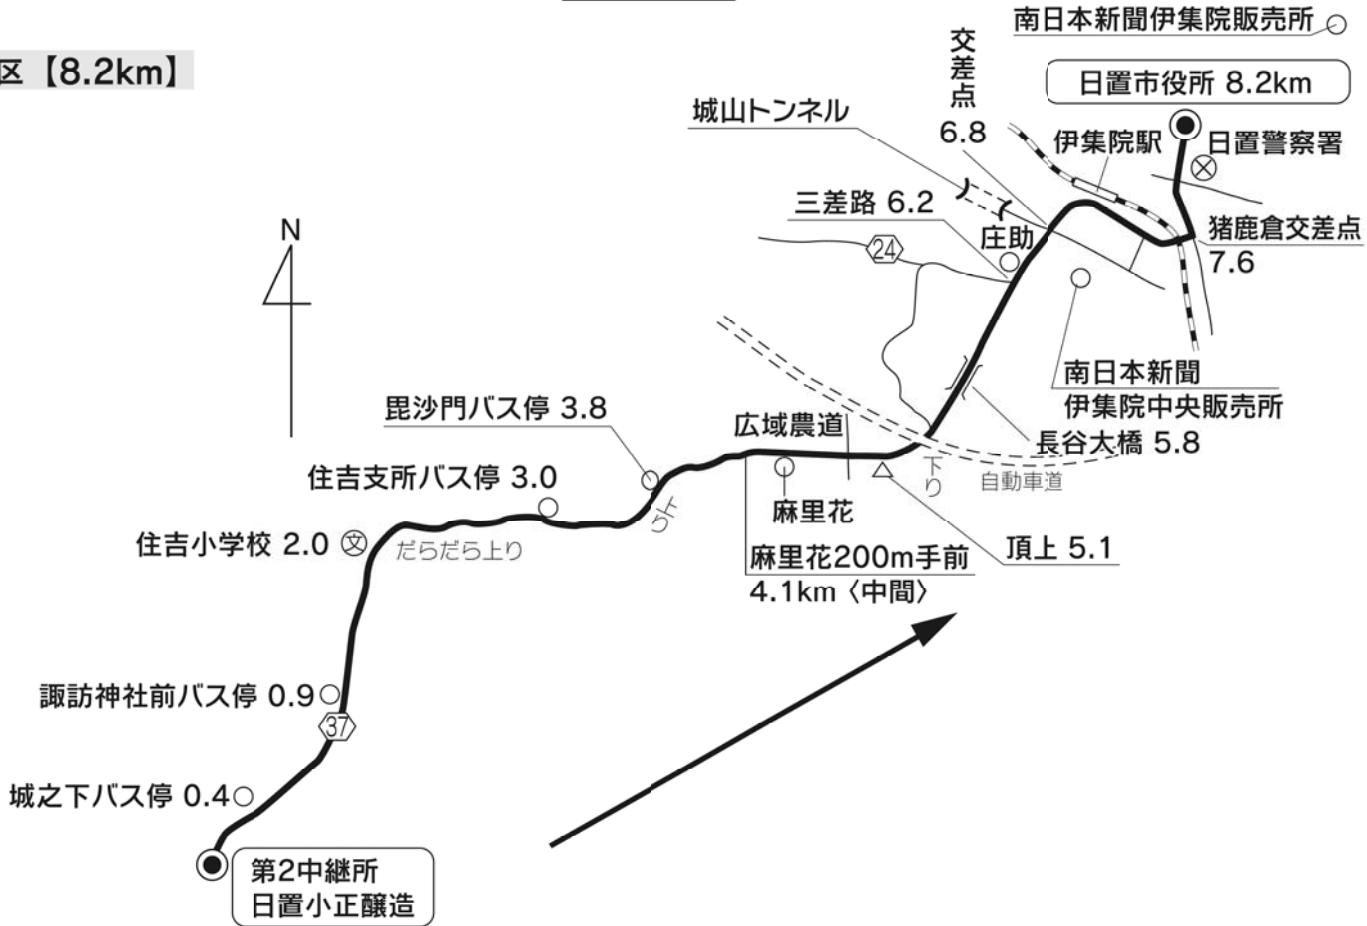 区【8.2km】
南日本新聞伊集院販売所
日置市役所 8.2km
交差点
6.8
城山トンネル
伊集院駅
日置警察署
三差路 6.2
庄助
猪鹿倉交差点
7.6
24
N
南日本新聞
伊集院中央販売所
毘沙門バス停 3.8
広域農道
長谷大橋 5.8
下り
自動車道
住吉支所バス停 3.0
上り
麻里花
住吉小学校 2.0
文
だらだら上り
頂上 5.1
麻里花200m手前
4.1km〈中間〉
諏訪神社前バス停 0.9
37
城之下バス停 0.4
第2中継所
日置小正醸造